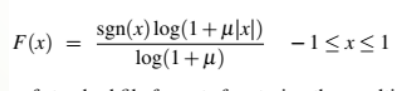 F(x) = sgn(x) log(1 + μ|x|) / log(1 + μ)   −1 ≤ x ≤ 1